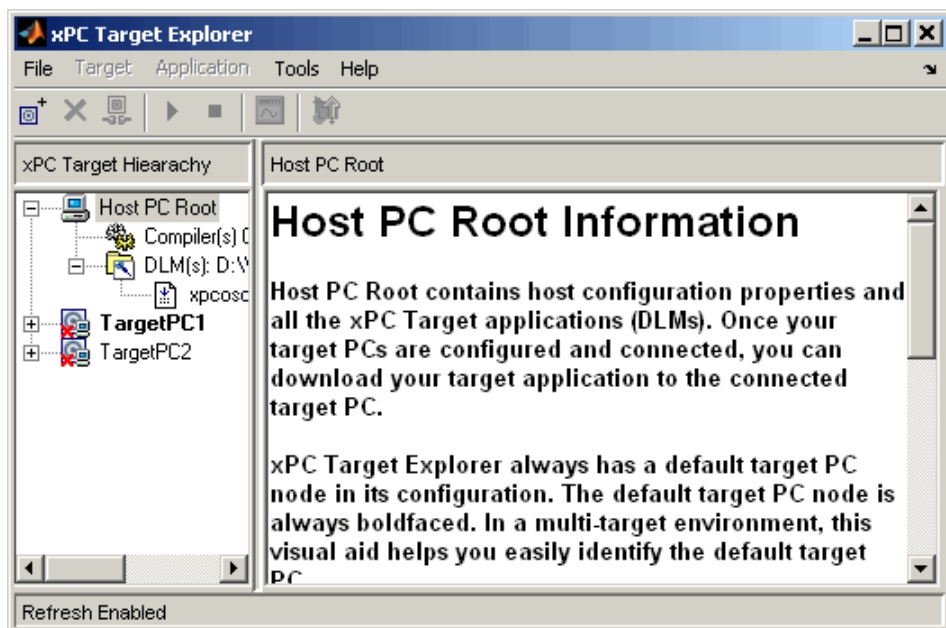 xPC Target Explorer
File Target Application Tools Help
xPC Target Hiearachy
Host PC Root
Host PC Root
Compiler(s)
DLM(s): D:\
xpcosc
TargetPC1
TargetPC2
Host PC Root Information
Host PC Root contains host configuration properties and
all the xPC Target applications (DLMs). Once your
target PCs are configured and connected, you can
download your target application to the connected
target PC.
xPC Target Explorer always has a default target PC
node in its configuration. The default target PC node is
always boldfaced. In a multi-target environment, this
visual aid helps you easily identify the default target
PC
Refresh Enabled